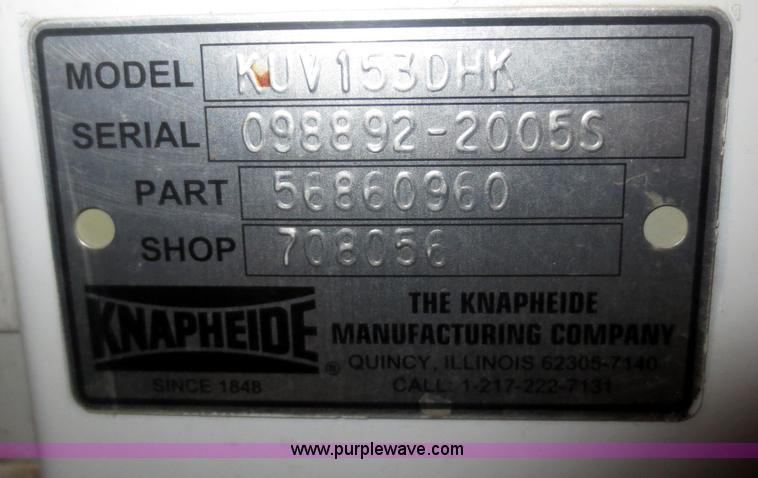 MODEL KUV153DHK
SERIAL 098892-2005S
PART 56860960
SHOP 708056
KNAPHEIDE ®
SINCE 1848
THE KNAPHEIDE
MANUFACTURING COMPANY
QUINCY, ILLINOIS 62305-7140
CALL: 1-217-222-7131
www.purplewave.com